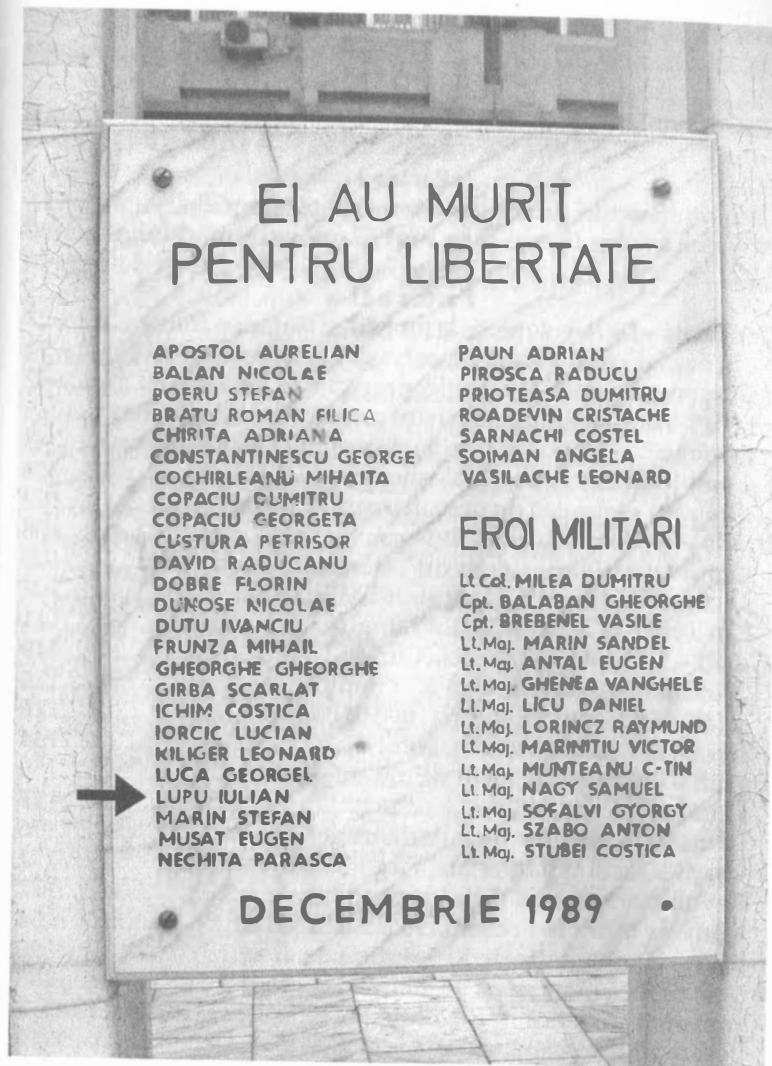 EI AU MURIT
PENTRU LIBERTATE
APOSTOL AURELIAN
BALAN NICOLAE
BOERU STEFAN
BRATU ROMAN FILICA
CHIRITA ADRIANA
CONSTANTINESCU GEORGE
COCHIRLEANU MIHAITA
COPACIU DUMITRU
COPACIU GEORGETA
CUSTURA PETRISOR
DAVID RADUCANU
DOBRE FLORIN
DUNOSE NICOLAE
DUTU IVANCIU
FRUNZA MIHAIL
GHEORGHE GHEORGHE
GIRBA SCARLAT
ICHIM COSTICA
IORCIC LUCIAN
KILIGER LEONARD
LUCA GEORGEL
LUPU IULIAN
MARIN STEFAN
MUSAT EUGEN
NECHITA PARASCA
PAUN ADRIAN
PIROSCA RADUCU
PRIOTEASA DUMITRU
ROADEVIN CRISTACHE
SARNACHI COSTEL
SOIMAN ANGELA
VASILACHE LEONARD
EROI MILITARI
Lt Col. MILEA DUMITRU
Cpt. BALABAN GHEORGHE
Cpt. BREBENEL VASILE
Lt.Maj. MARIN SANDEL
Lt.Maj. ANTAL EUGEN
Lt.Maj. GHENEA VANGHELE
Lt.Maj. LICU DANIEL
Lt.Maj. LORINCZ RAYMUND
Lt.Maj. MARINITIU VICTOR
Lt.Maj. MUNTEANU C-TIN
Lt Maj. NAGY SAMUEL
Lt.Maj SOFALVI GYORGY
Lt.Maj. SZABO ANTON
Lt.Maj. STUBEI COSTICA
DECEMBRIE 1989